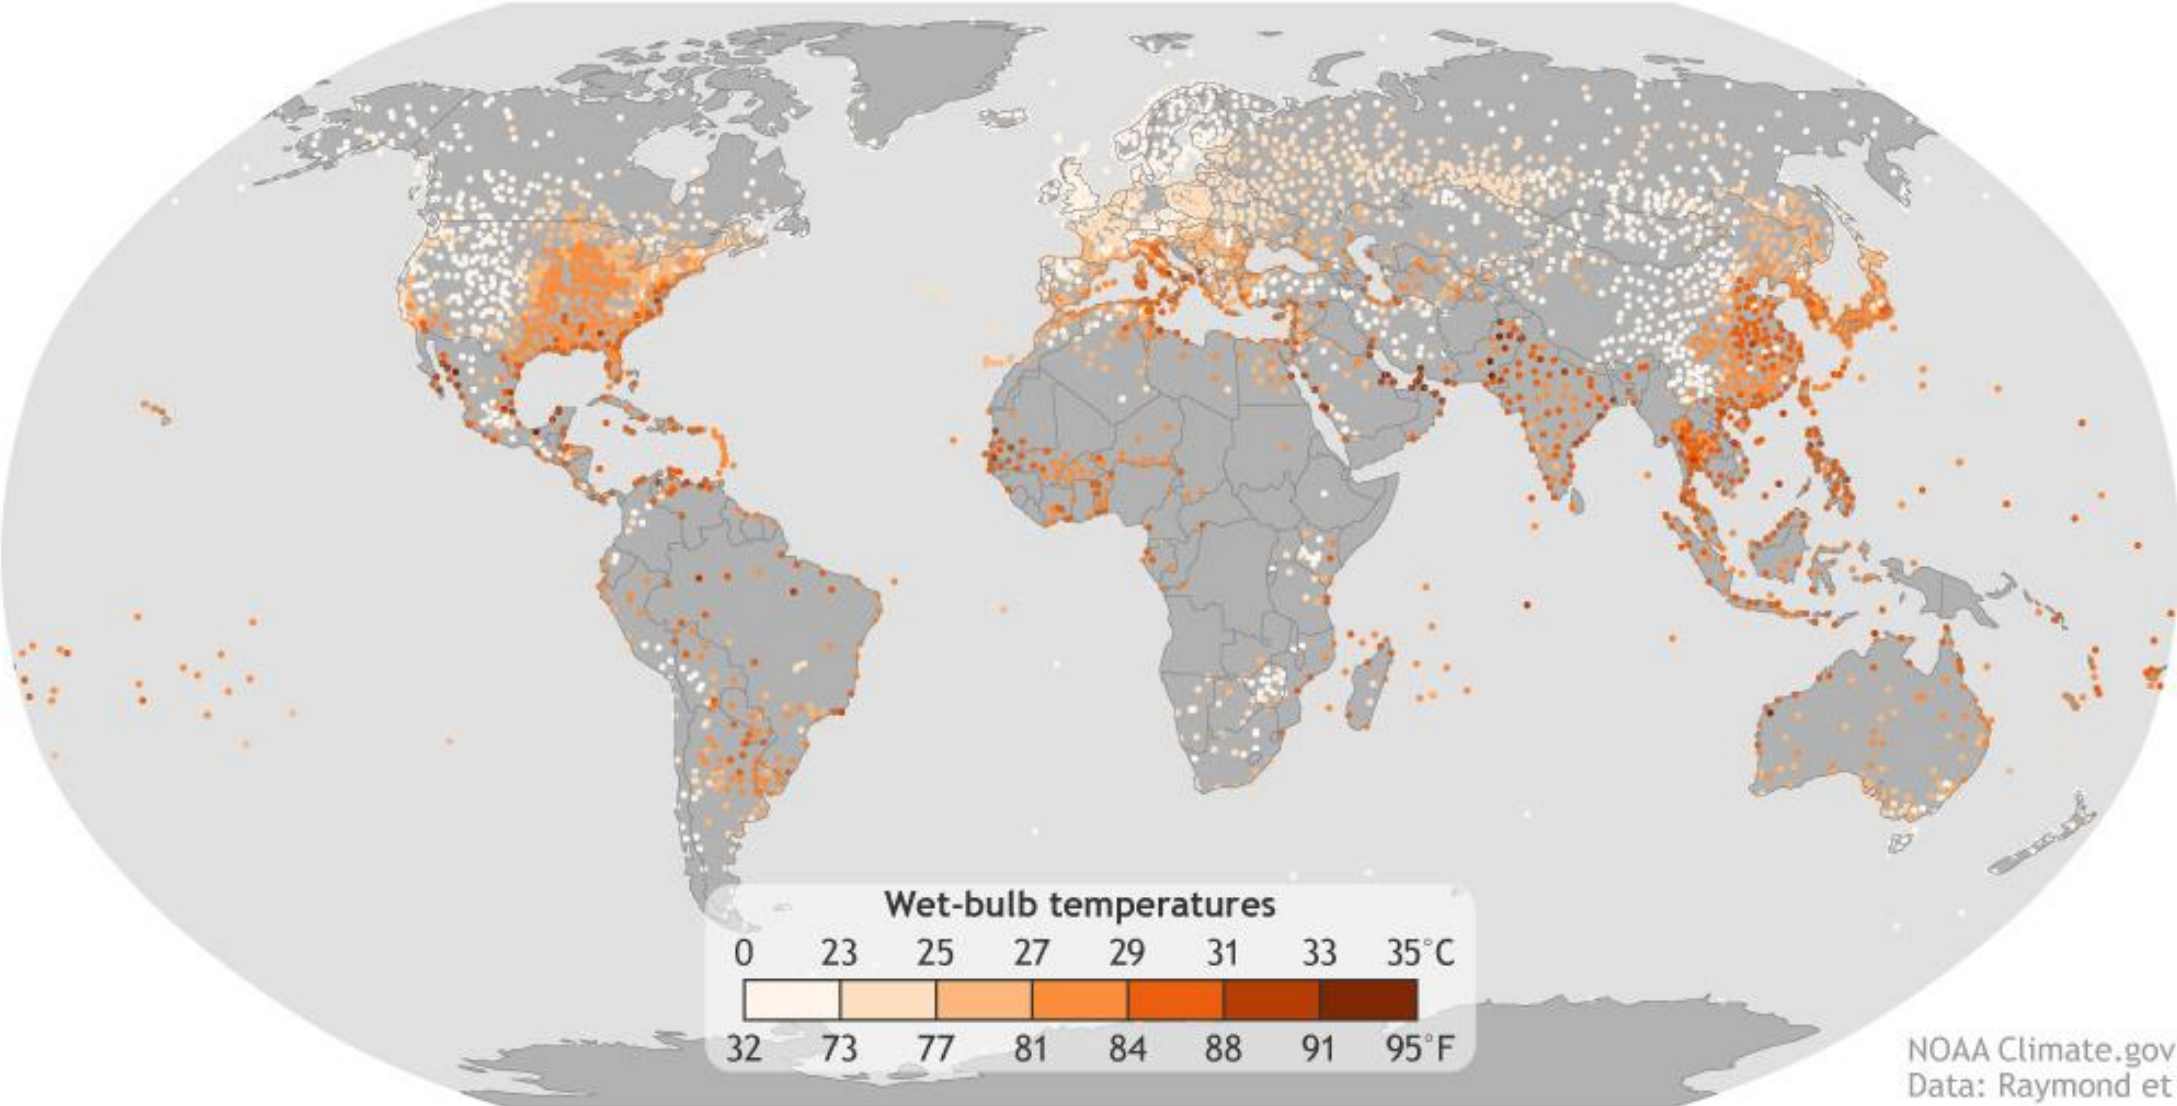 Wet-bulb temperatures
0 23 25 27 29 31 33 35°C
32 73 77 81 84 88 91 95°F
NOAA Climate.gov
Data: Raymond et